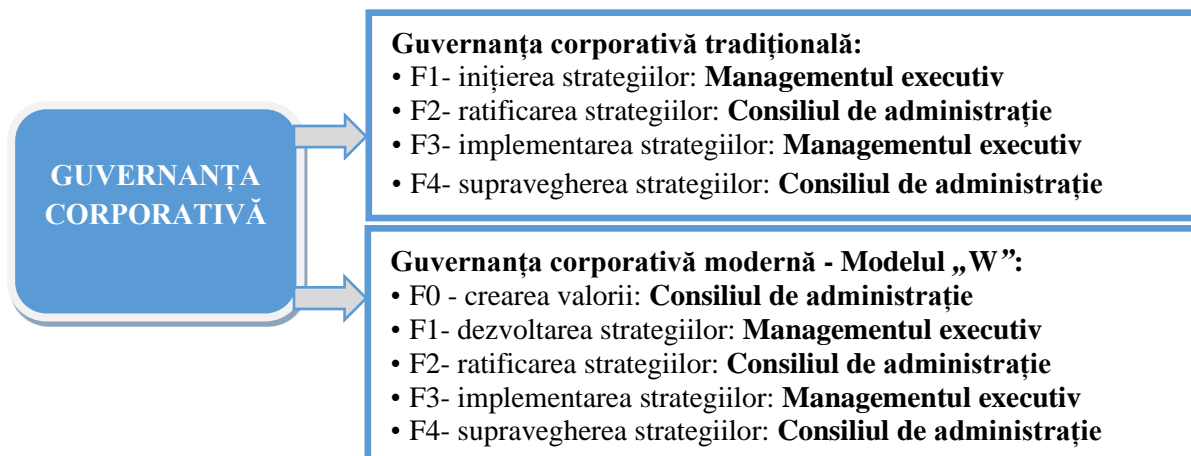 GUVERNANȚA
CORPORATIVĂ
Guvernanța corporativă tradițională:
• F1- inițierea strategiilor: Managementul executiv
• F2- ratificarea strategiilor: Consiliul de administrație
• F3- implementarea strategiilor: Managementul executiv
• F4- supravegherea strategiilor: Consiliul de administrație
Guvernanța corporativă modernă - Modelul „W”:
• F0 - crearea valorii: Consiliul de administrație
• F1- dezvoltarea strategiilor: Managementul executiv
• F2- ratificarea strategiilor: Consiliul de administrație
• F3- implementarea strategiilor: Managementul executiv
• F4- supravegherea strategiilor: Consiliul de administrație